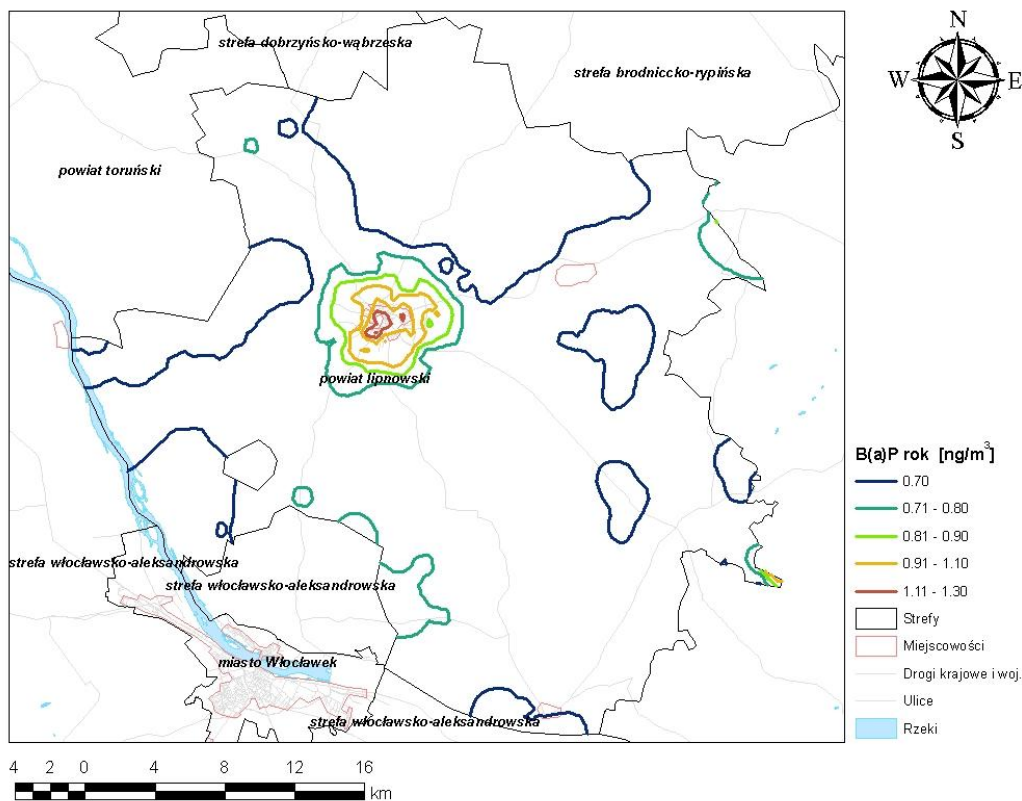 strefa dobrzyńsko-wąbrzeska
strefa brodniccko-rypińska
powiat toruński
powiat lipnowski
strefa włocławsko-aleksandrowska
strefa włocławsko-aleksandrowska
miasto Włocławek
strefa włocławsko-aleksandrowska
N
W
E
S
B(a)P rok [ng/m³]
0.70
0.71 - 0.80
0.81 - 0.90
0.91 - 1.10
1.11 - 1.30
Strefy
Miejscowości
Drogi krajowe i woj.
Ulice
Rzeki
4 2 0 4 8 12 16
km